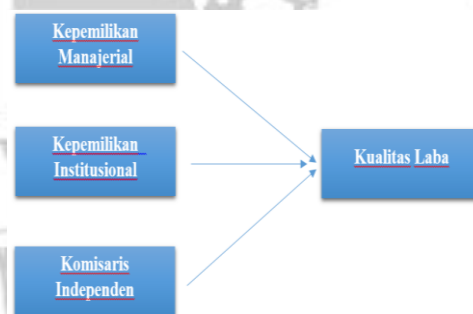 Kepemilikan
Manajerial
Kepemilikan
Institusional
Kualitas Laba
Komisaris
Independen